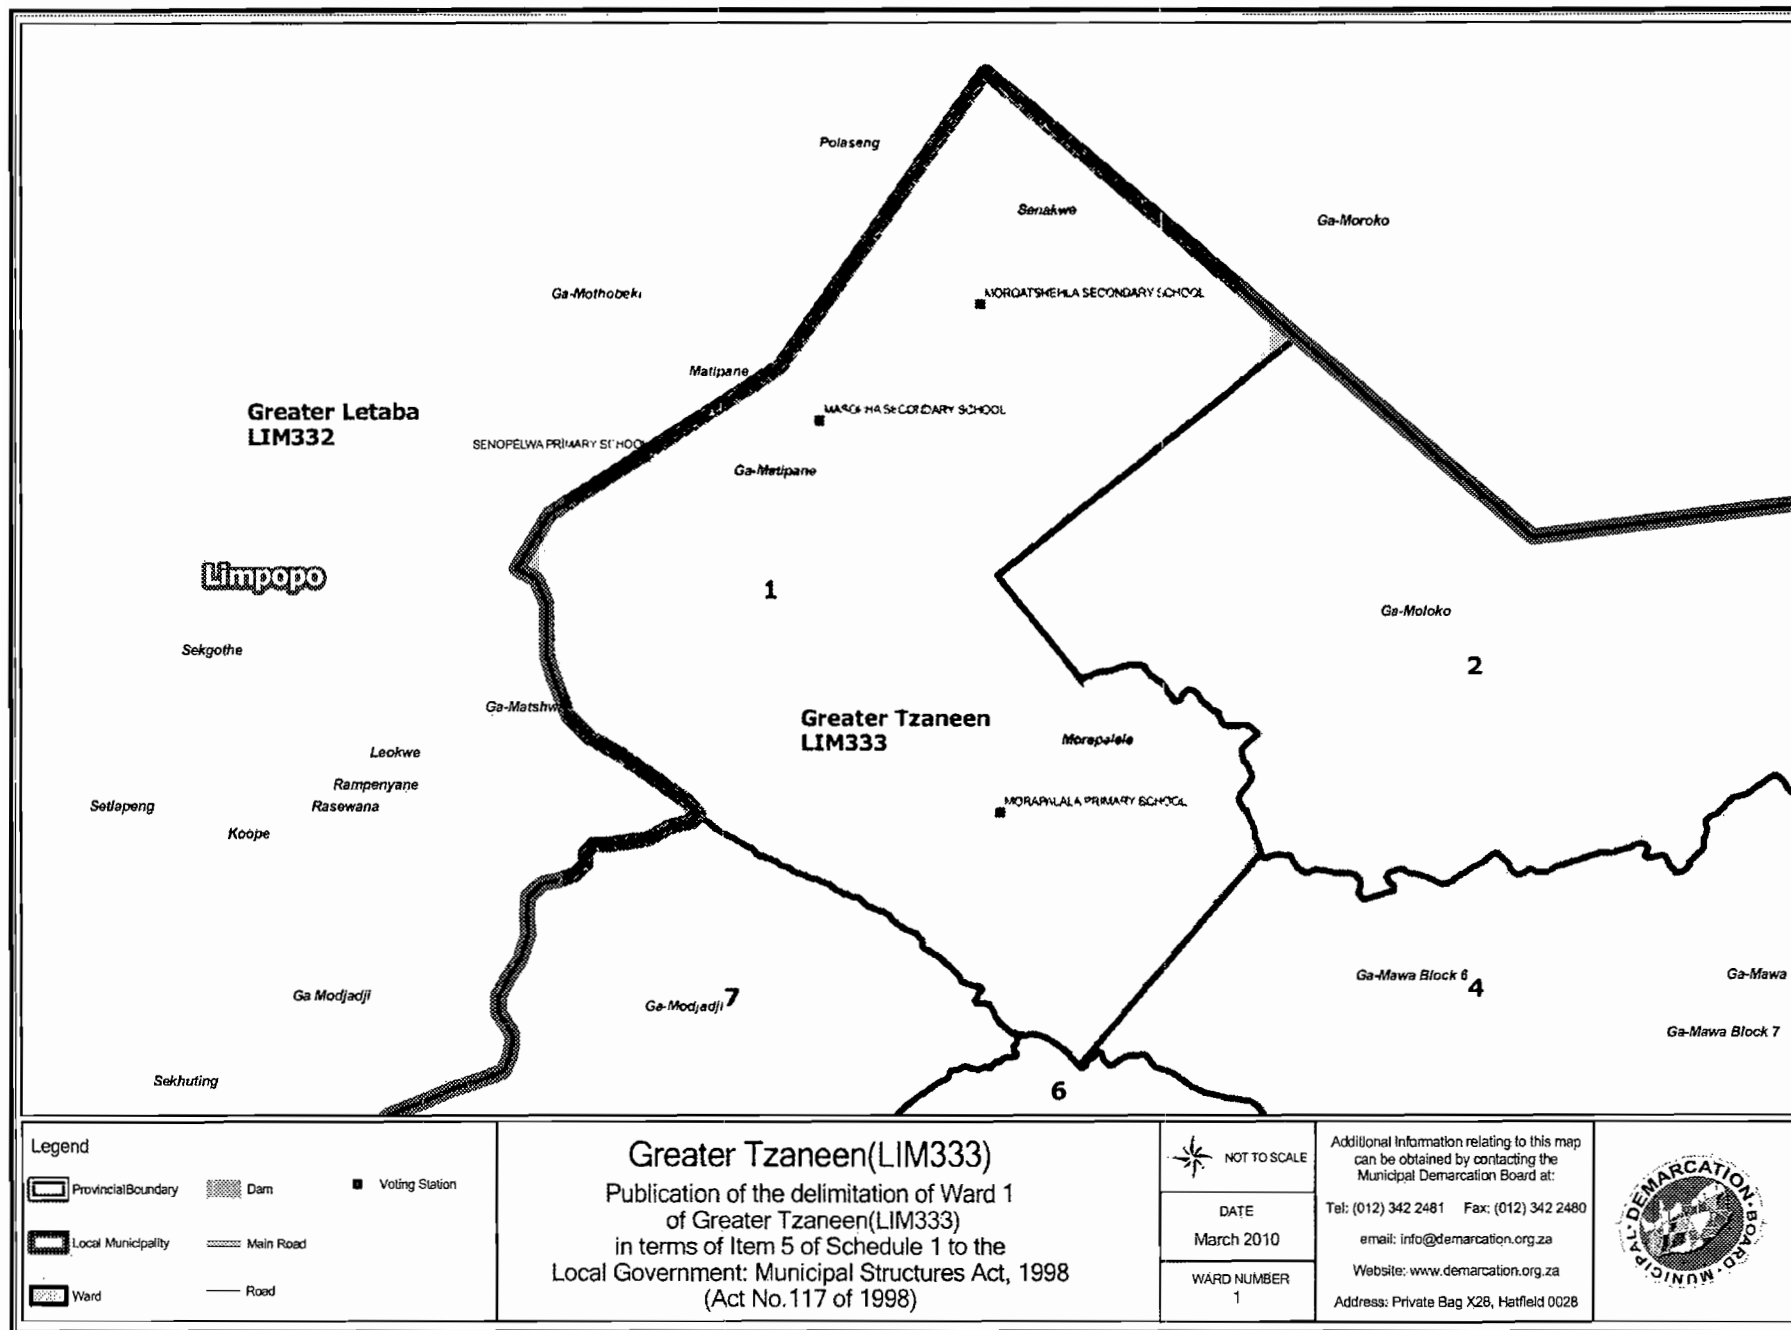 Polaseng
Senakwe
Ga-Moroko
Ga-Mothobeki
MOROATSHEHLA SECONDARY SCHOOL
Matipane
Greater Letaba
LIM332
SECONDARY SCHOOL
SENOPELWA PRIMARY SCHOOL
Ga-Matipane
Limpopo
1
Ga-Moloko
Sekgothe
2
Ga-Matshw
Greater Tzaneen
LIM333
Morapalela
Leokwe
Rampenyane
Setlapeng
Rasewana
MORAPALALA PRIMARY SCHOOL
Koope
Ga-Mawa Block 6
Ga-Mawa
4
Ga Modjadji
Ga-Modjadji
7
Ga-Mawa Block 7
Sekhuting
6
Legend
Provincial Boundary
Dam
Voting Station
Local Municipality
Main Road
Ward
Road
Greater Tzaneen(LIM333)
Publication of the delimitation of Ward 1
of Greater Tzaneen(LIM333)
in terms of Item 5 of Schedule 1 to the
Local Government: Municipal Structures Act, 1998
(Act No.117 of 1998)
NOT TO SCALE
DATE
March 2010
WARD NUMBER
1
Additional Information relating to this map
can be obtained by contacting the
Municipal Demarcation Board at:
Tel: (012) 342 2481 Fax: (012) 342 2480
email: info@demarcation.org.za
Website: www.demarcation.org.za
Address: Private Bag X28, Hatfield 0028
MUNICIPAL • DEMARCATION • BOARD